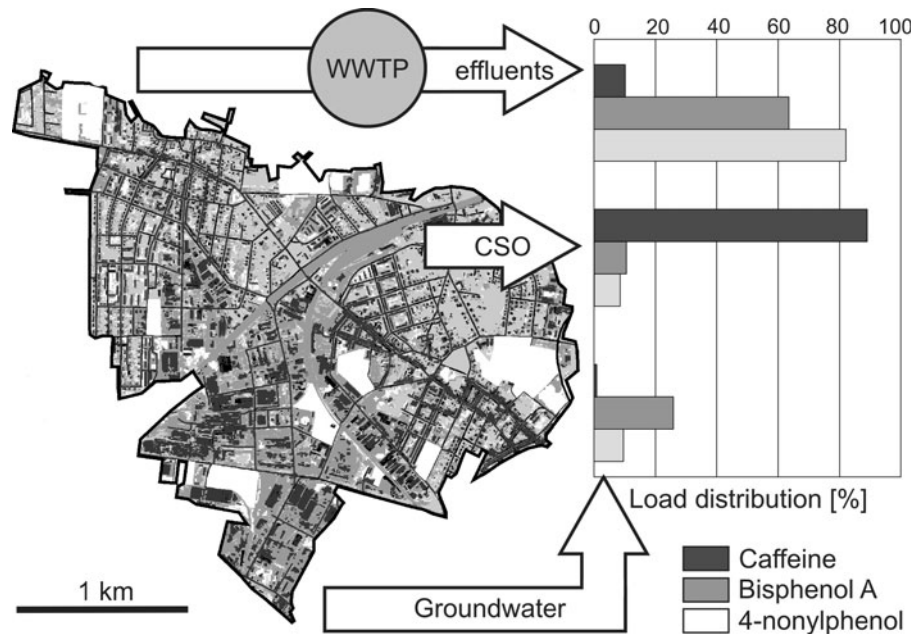 0 20 40 60 80 100
WWTP
effluents
CSO
Load distribution [%]
Caffeine
Bisphenol A
4-nonylphenol
Groundwater
1 km